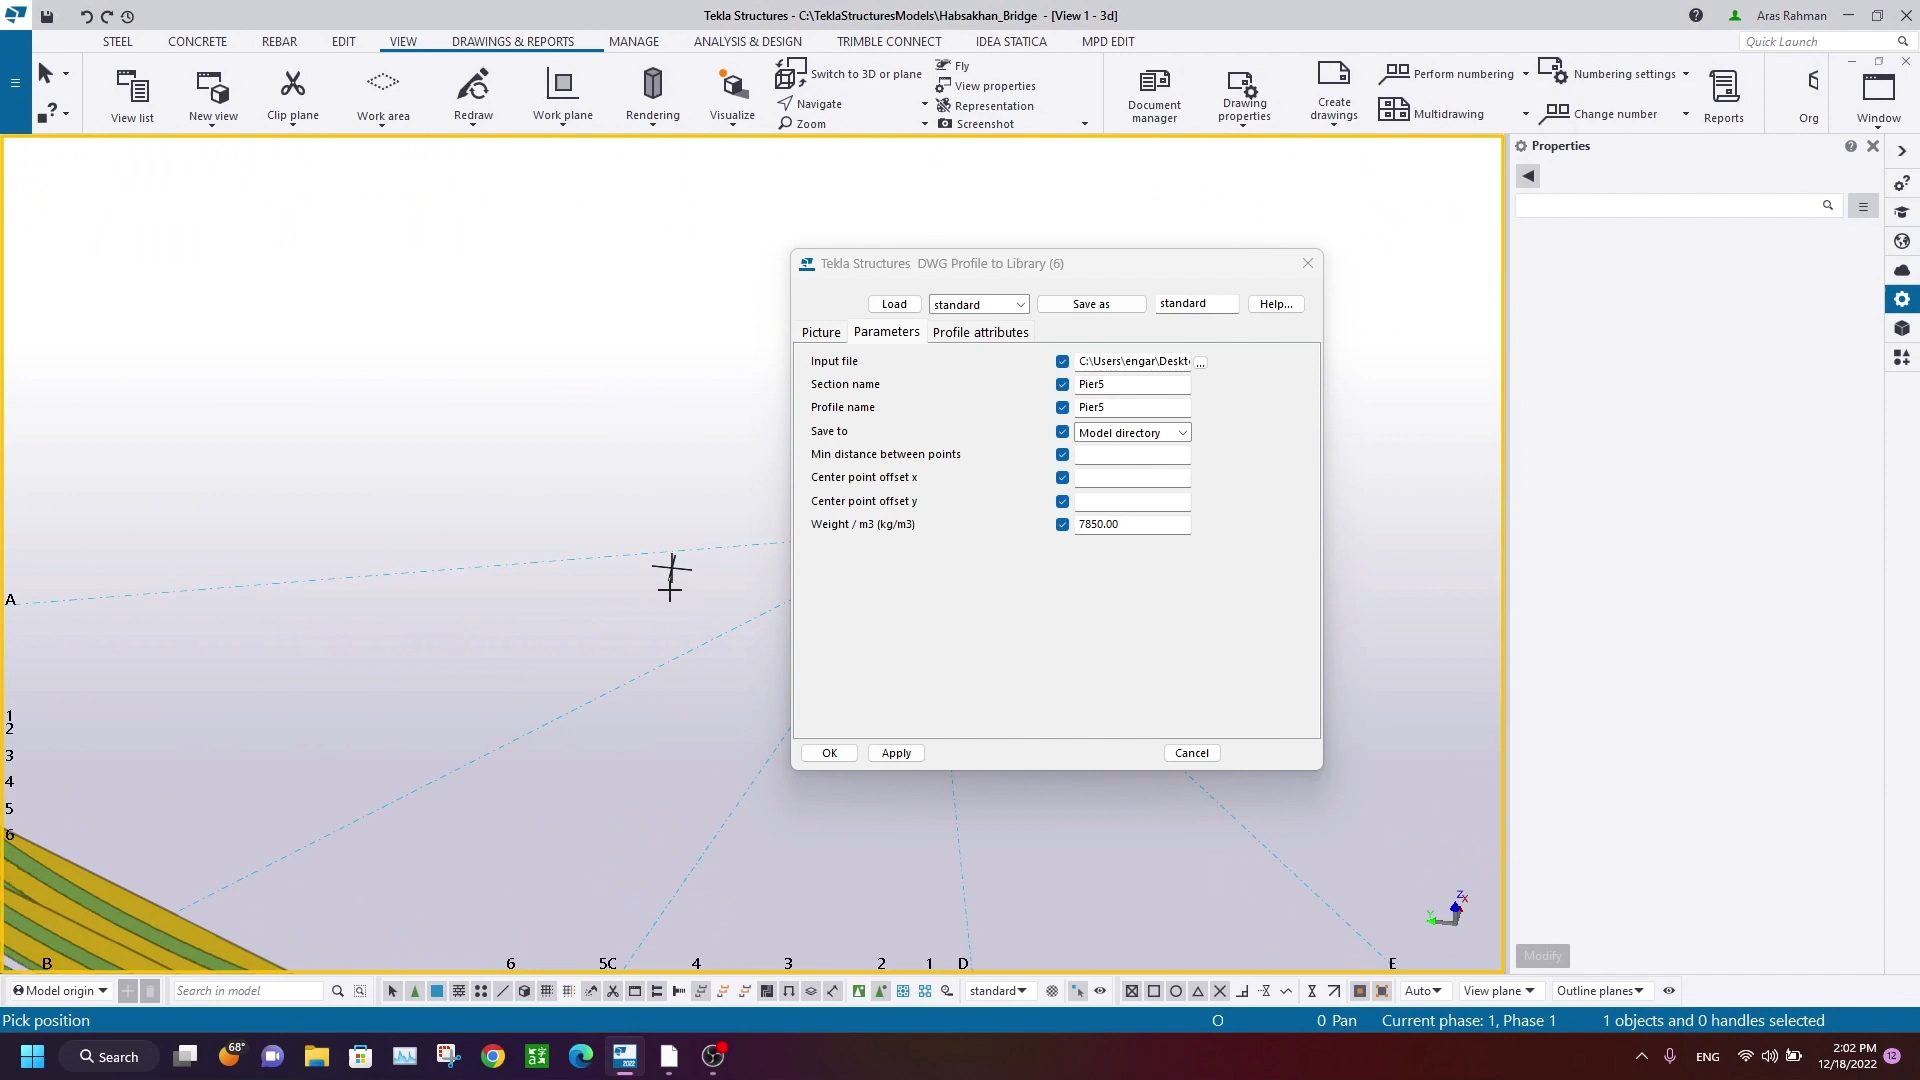 Tekla Structures - C:\TeklaStructuresModels\Habsakhan_Bridge - [View 1 - 3d]
Aras Rahman
STEEL CONCRETE REBAR EDIT VIEW DRAWINGS & REPORTS MANAGE ANALYSIS & DESIGN TRIMBLE CONNECT IDEA STATICA MPD EDIT Quick Launch
View list
New view
Clip plane
Work area
Redraw
Work plane
Rendering
Visualize
Switch to 3D or plane
Navigate
Zoom
Fly
View properties
Representation
Screenshot
Document manager
Drawing properties
Create drawings
Perform numbering
Multidrawing
Numbering settings
Change number
Reports
Org
Window
Properties
Tekla Structures DWG Profile to Library (6)
Load standard Save as standard Help...
Picture Parameters Profile attributes
Input file C:\Users\engar\Deskt ...
Section name Pier5
Profile name Pier5
Save to Model directory
Min distance between points
Center point offset x
Center point offset y
Weight / m3 (kg/m3) 7850.00
OK Apply Cancel
A
1
2
3
4
5
6
B 6 5C 4 3 2 1 D E
Z X
Y
Modify
Model origin Search in model standard Auto View plane Outline planes
Pick position O 0 Pan Current phase: 1, Phase 1 1 objects and 0 handles selected
Search 68° 2022 ENG 2:02 PM
12/18/2022 12